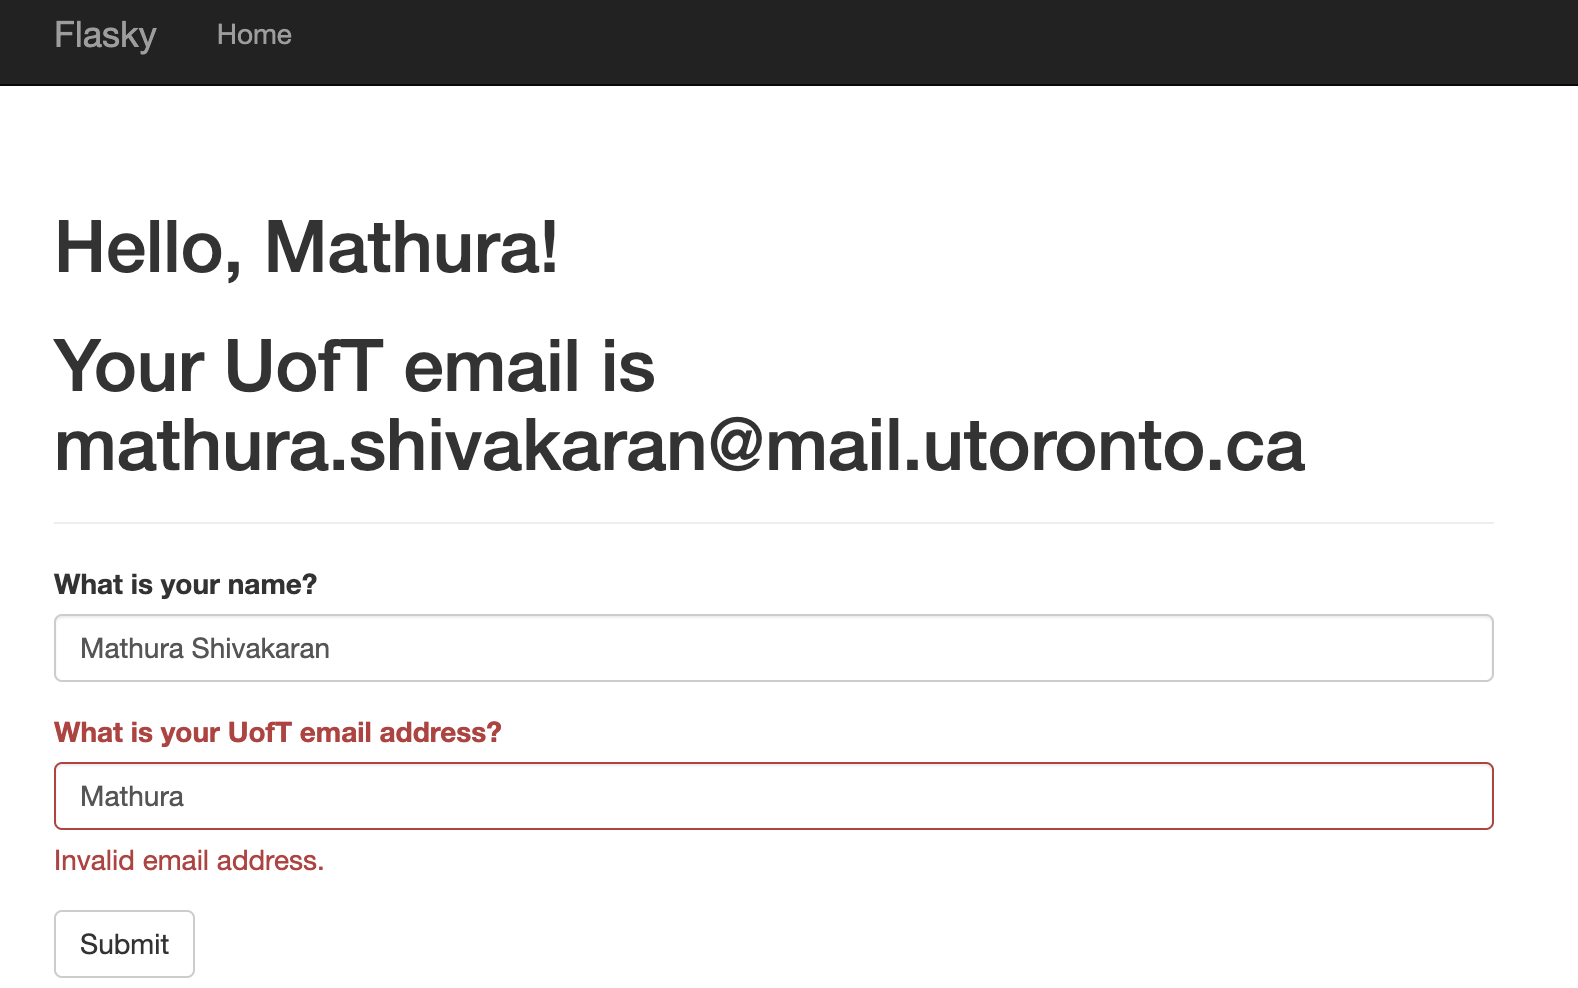 Flasky Home
Hello, Mathura!
Your UofT email is
mathura.shivakaran@mail.utoronto.ca
What is your name?
Mathura Shivakaran
What is your UofT email address?
Mathura
Invalid email address.
Submit